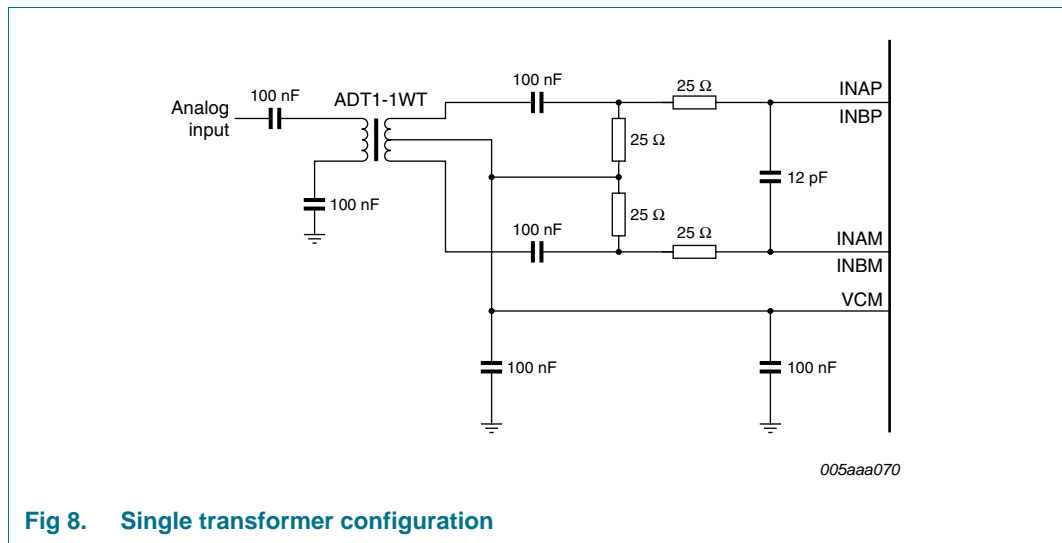 100 nF
25 Ω
INAP
ADT1-1WT
100 nF
Analog
input
INBP
25 Ω
12 pF
100 nF
25 Ω
100 nF
25 Ω
INAM
INBM
VCM
100 nF
100 nF
005aaa070
Fig 8. Single transformer configuration